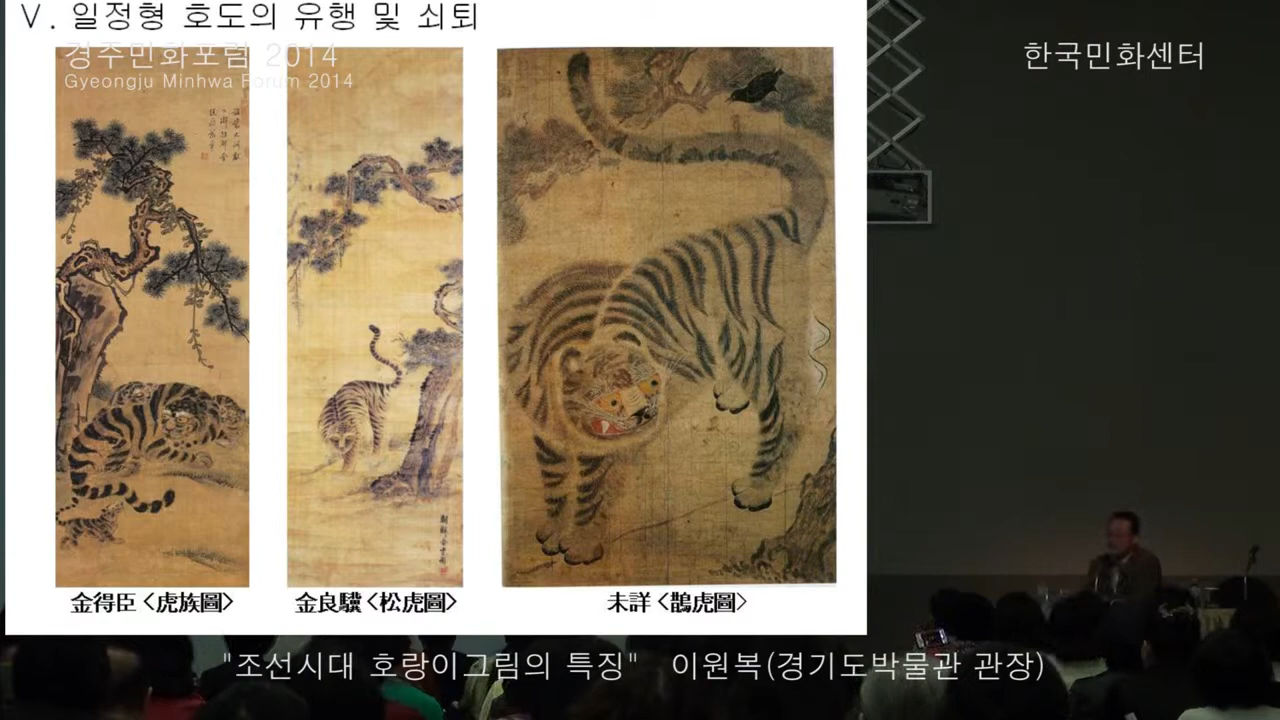 Ⅴ. 일정형 호도의 유행 및 쇠퇴
경주민화포럼 2014
Gyeongju Minhwa Forum 2014
한국민화센터
金得臣〈虎族圖〉
金良驥〈松虎圖〉
未詳〈鵲虎圖〉
"조선시대 호랑이그림의 특징" 이원복(경기도박물관 관장)